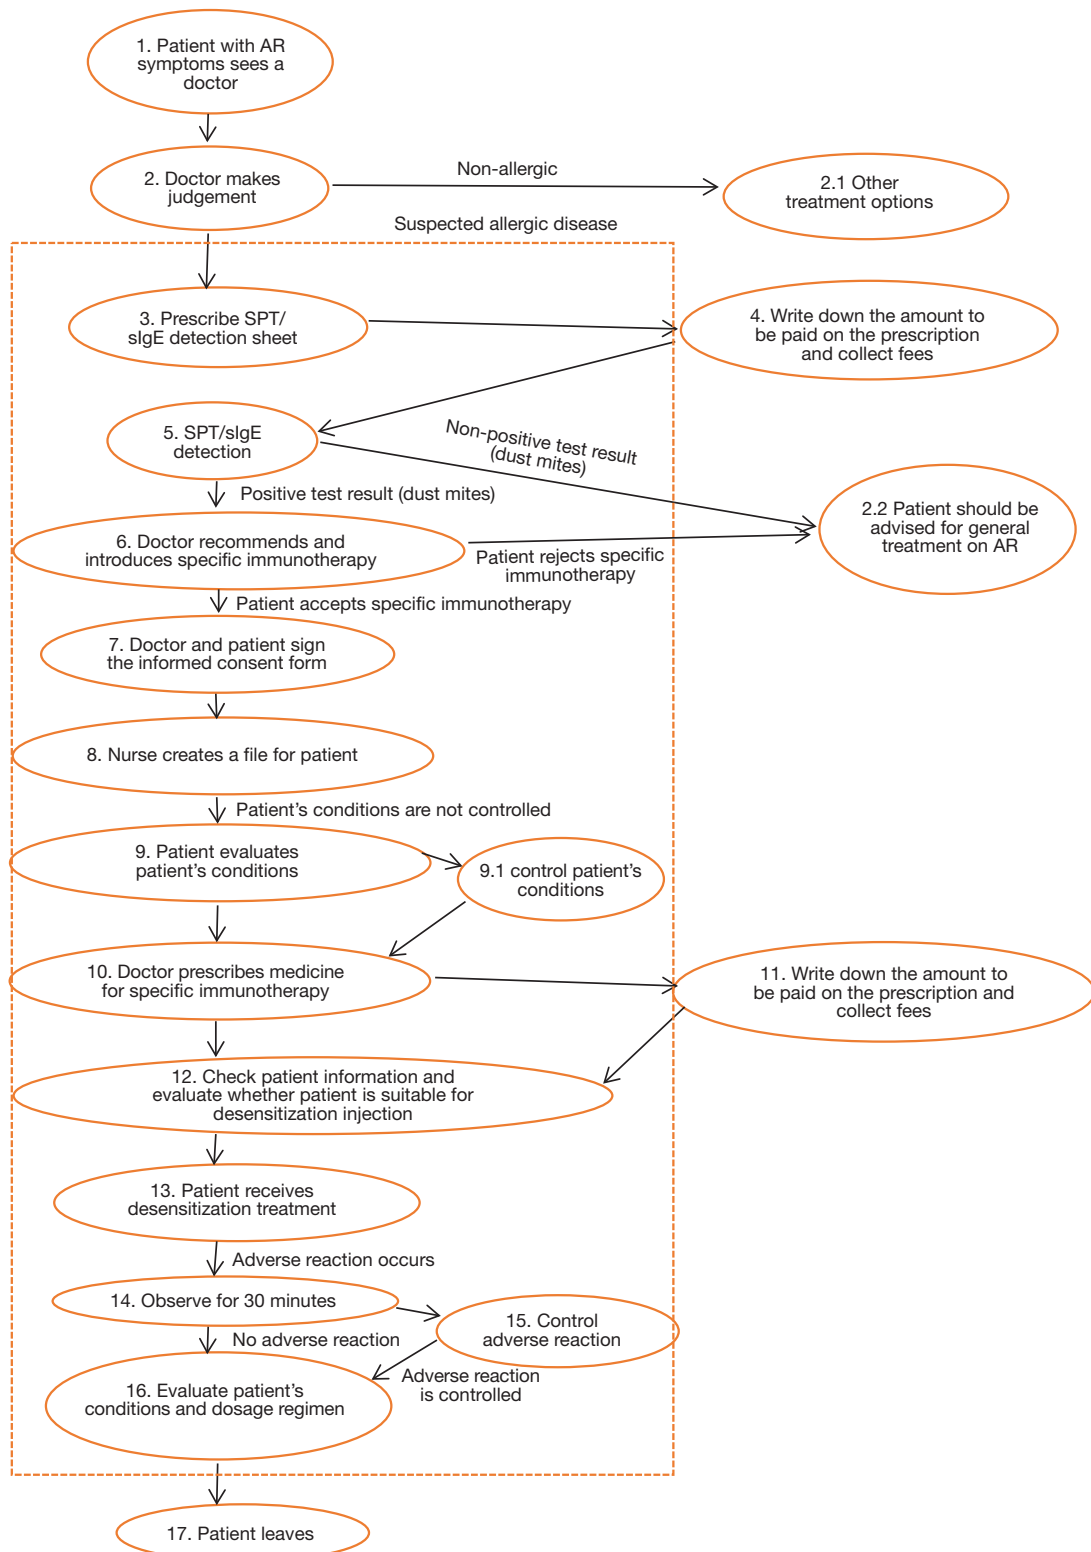 1. Patient with AR
symptoms sees a
doctor
2. Doctor makes
judgement
Non-allergic
2.1 Other
treatment options
Suspected allergic disease
3. Prescribe SPT/
sIgE detection sheet
4. Write down the amount to
be paid on the prescription
and collect fees
5. SPT/sIgE
detection
Non-positive test result
(dust mites)
Positive test result (dust mites)
2.2 Patient should be
advised for general
treatment on AR
6. Doctor recommends and
introduces specific immunotherapy
Patient rejects specific
immunotherapy
Patient accepts specific immunotherapy
7. Doctor and patient sign
the informed consent form
8. Nurse creates a file for patient
Patient's conditions are not controlled
9. Patient evaluates
patient's conditions
9.1 control patient's
conditions
10. Doctor prescribes medicine
for specific immunotherapy
11. Write down the amount to
be paid on the prescription and
collect fees
12. Check patient information and
evaluate whether patient is suitable for
desensitization injection
13. Patient receives
desensitization treatment
Adverse reaction occurs
14. Observe for 30 minutes
15. Control
adverse reaction
No adverse reaction
Adverse reaction
is controlled
16. Evaluate patient's
conditions and dosage regimen
17. Patient leaves